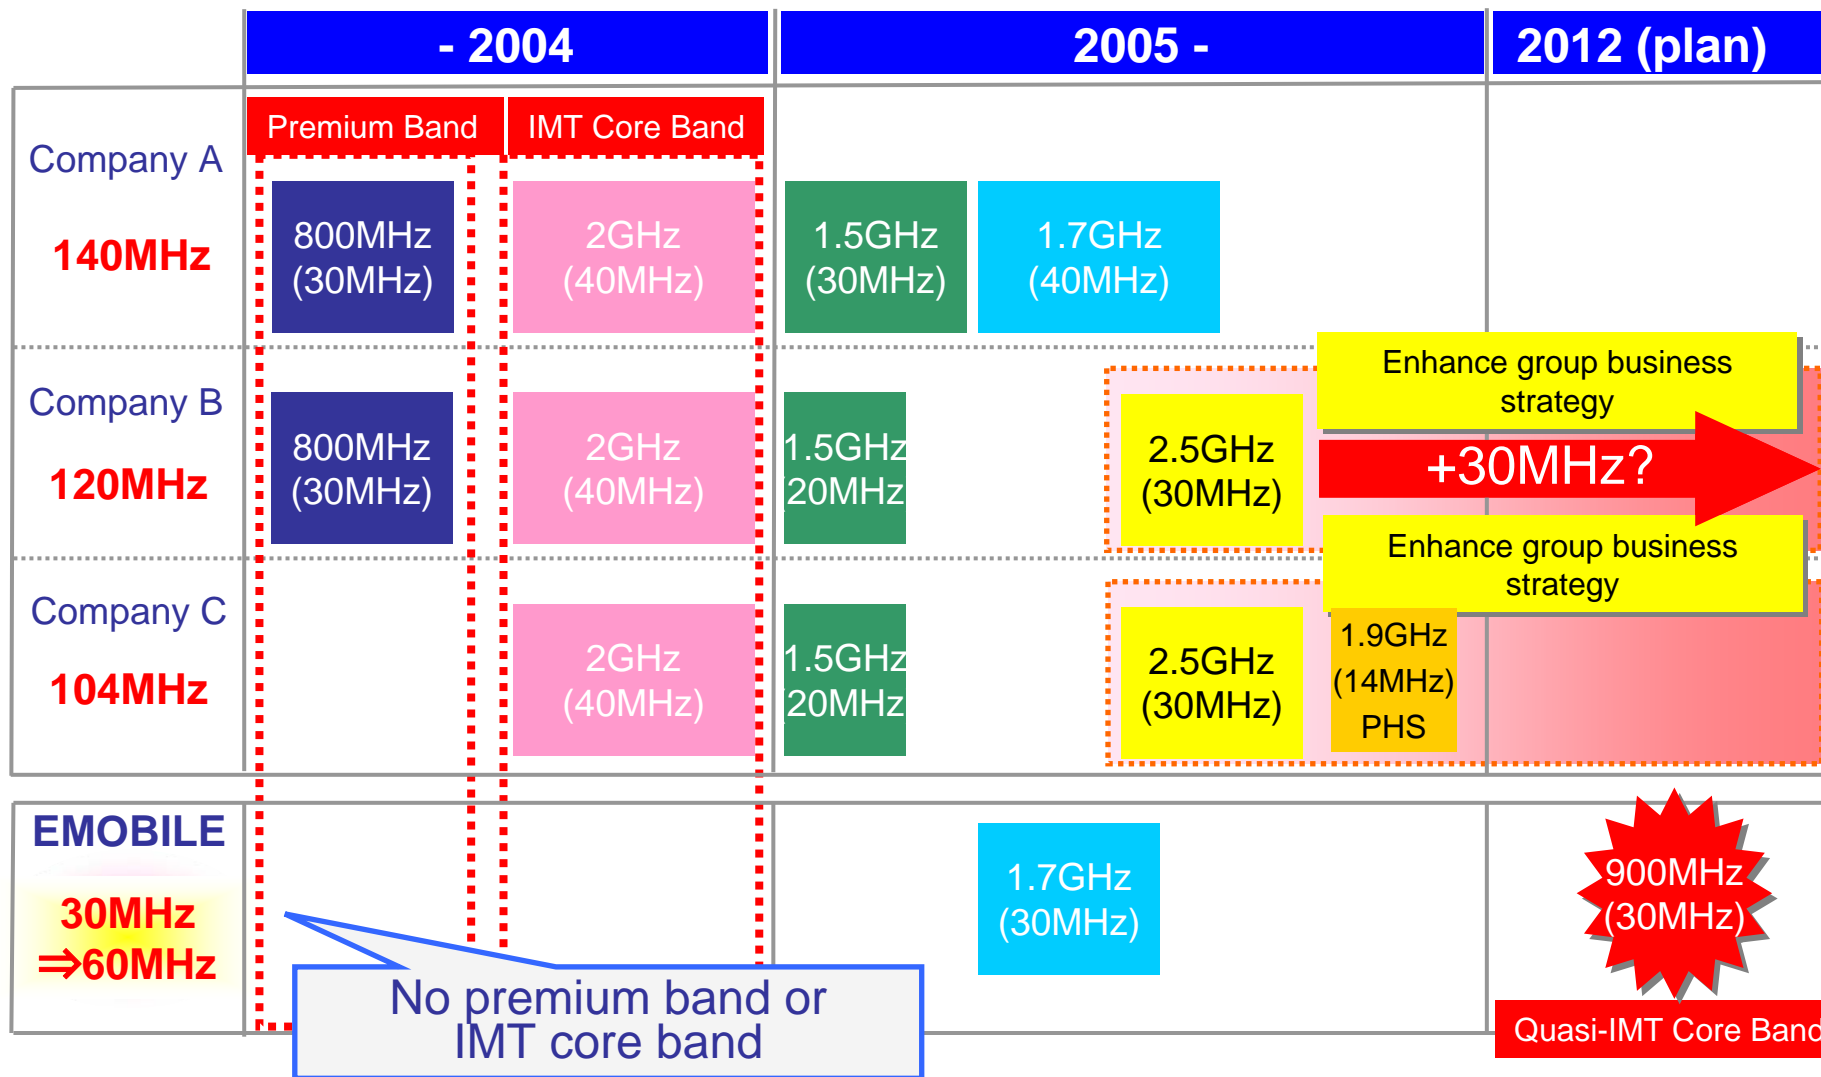 - 2004
2005 -
2012 (plan)
Premium Band
IMT Core Band
Company A
140MHz
800MHz
(30MHz)
2GHz
(40MHz)
1.5GHz
(30MHz)
1.7GHz
(40MHz)
Company B
120MHz
800MHz
(30MHz)
2GHz
(40MHz)
1.5GHz
(20MHz
2.5GHz
(30MHz)
Enhance group business
strategy
+30MHz?
Company C
104MHz
2GHz
(40MHz)
1.5GHz
(20MHz
2.5GHz
(30MHz)
Enhance group business
strategy
1.9GHz
(14MHz)
PHS
EMOBILE
30MHz
⇒60MHz
No premium band or
IMT core band
1.7GHz
(30MHz)
900MHz
(30MHz)
Quasi-IMT Core Band